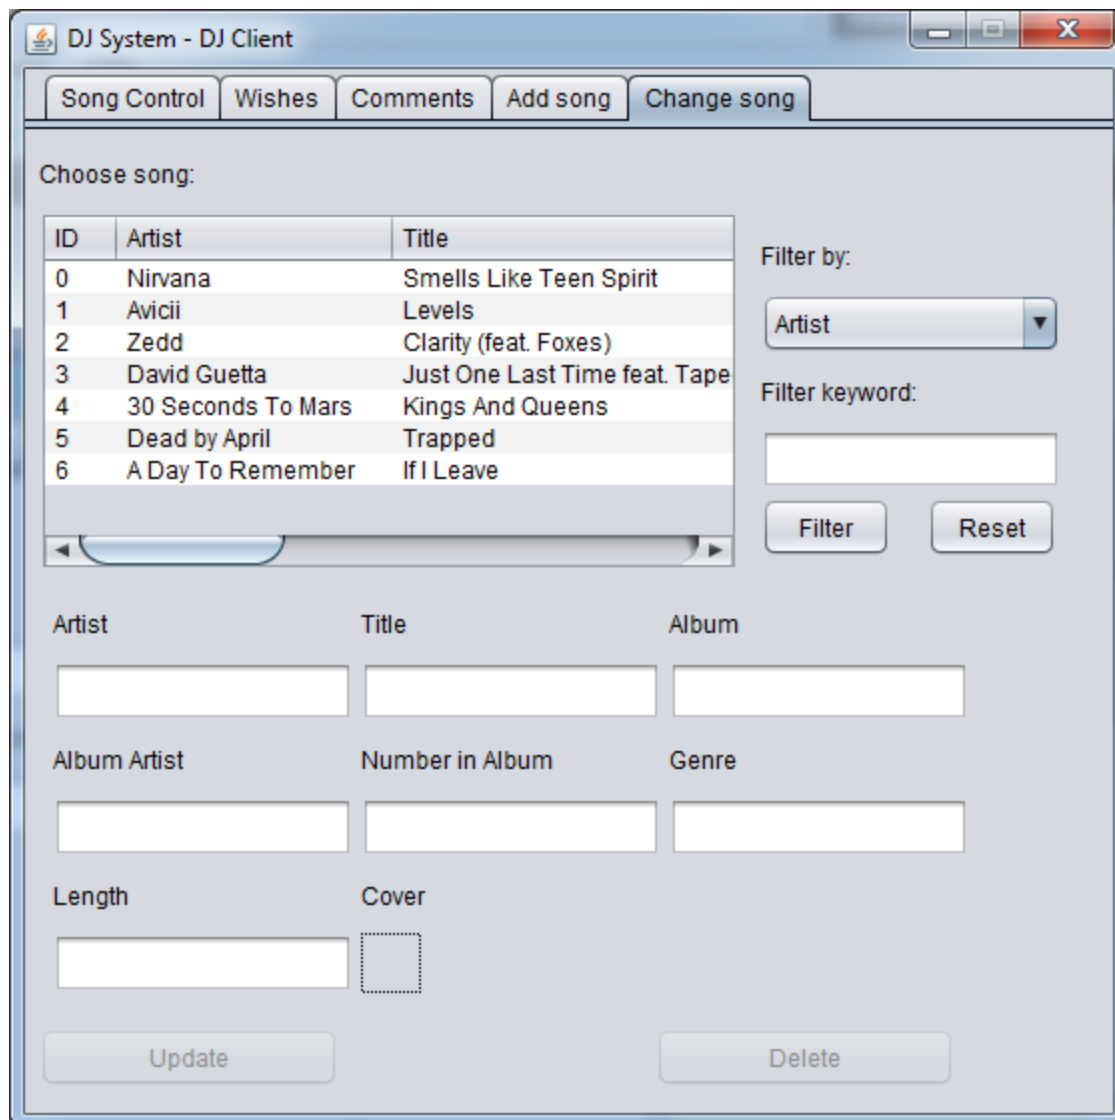 DJ System - DJ Client
Song Control Wishes Comments Add song Change song
Choose song:
ID Artist Title
0 Nirvana Smells Like Teen Spirit
1 Avicii Levels
2 Zedd Clarity (feat. Foxes)
3 David Guetta Just One Last Time feat. Tape
4 30 Seconds To Mars Kings And Queens
5 Dead by April Trapped
6 A Day To Remember If I Leave
Filter by:
Artist
Filter keyword:
Filter Reset
Artist Title Album
Album Artist Number in Album Genre
Length Cover
Update Delete